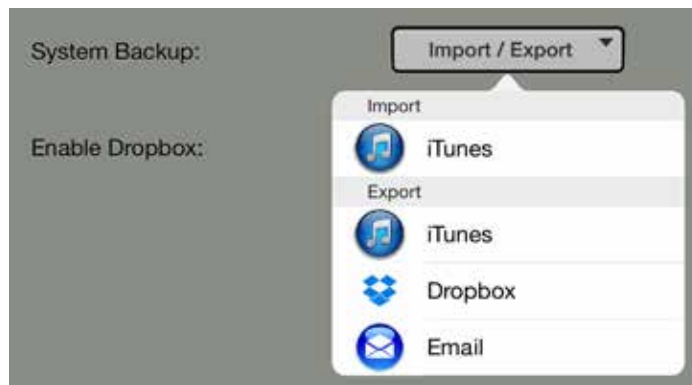 System Backup:
Import / Export
Import
Enable Dropbox:
iTunes
Export
iTunes
Dropbox
Email